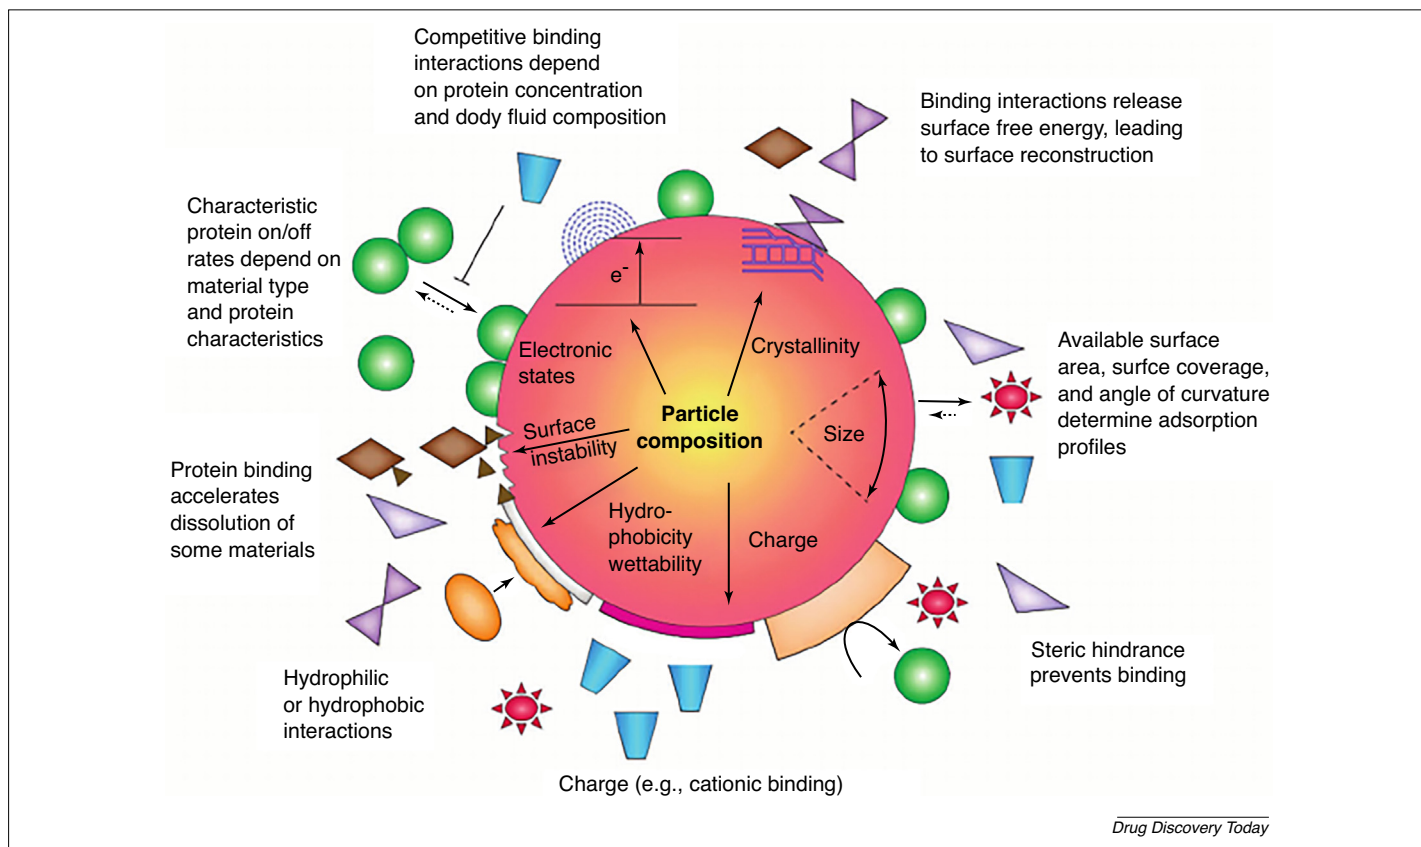 Competitive binding
interactions depend
on protein concentration
and dody fluid composition
Binding interactions release
surface free energy, leading
to surface reconstruction
Characteristic
protein on/off
rates depend on
material type
and protein
characteristics
e-
Electronic
states
Crystallinity
Available surface
area, surfce coverage,
and angle of curvature
determine adsorption
profiles
Particle
composition
Size
Surface
instability
Protein binding
accelerates
dissolution of
some materials
Hydro-
phobicity
wettability
Charge
Steric hindrance
prevents binding
Hydrophilic
or hydrophobic
interactions
Charge (e.g., cationic binding)
Drug Discovery Today